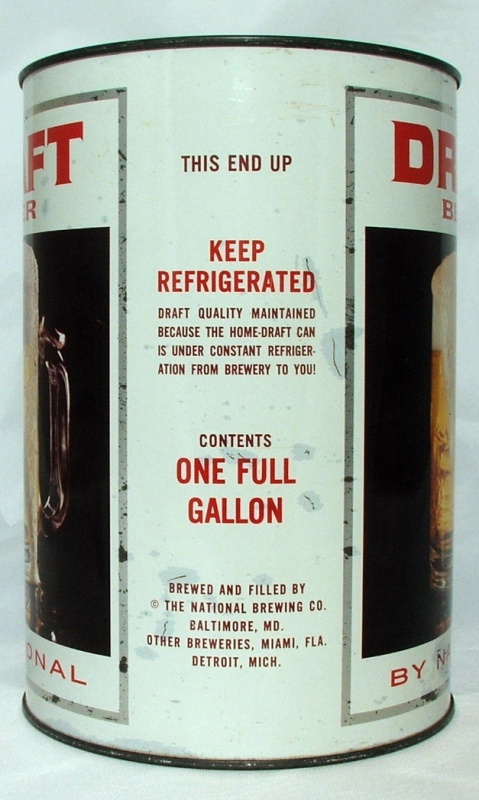 THIS END UP
AFT
ER
DR
B
KEEP
REFRIGERATED
DRAFT QUALITY MAINTAINED
BECAUSE THE HOME-DRAFT CAN
IS UNDER CONSTANT REFRIGER-
ATION FROM BREWERY TO YOU!
CONTENTS
ONE FULL
GALLON
BREWED AND FILLED BY
© THE NATIONAL BREWING CO.
BALTIMORE, MD.
OTHER BREWERIES, MIAMI, FLA.
DETROIT, MICH.
ONAL
BY N